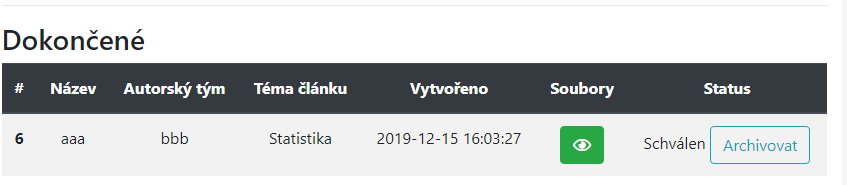 Dokončené
# Název Autorský tým Téma článku Vytvořeno Soubory Status
6 aaa bbb Statistika 2019-12-15 16:03:27 Schválen Archivovat